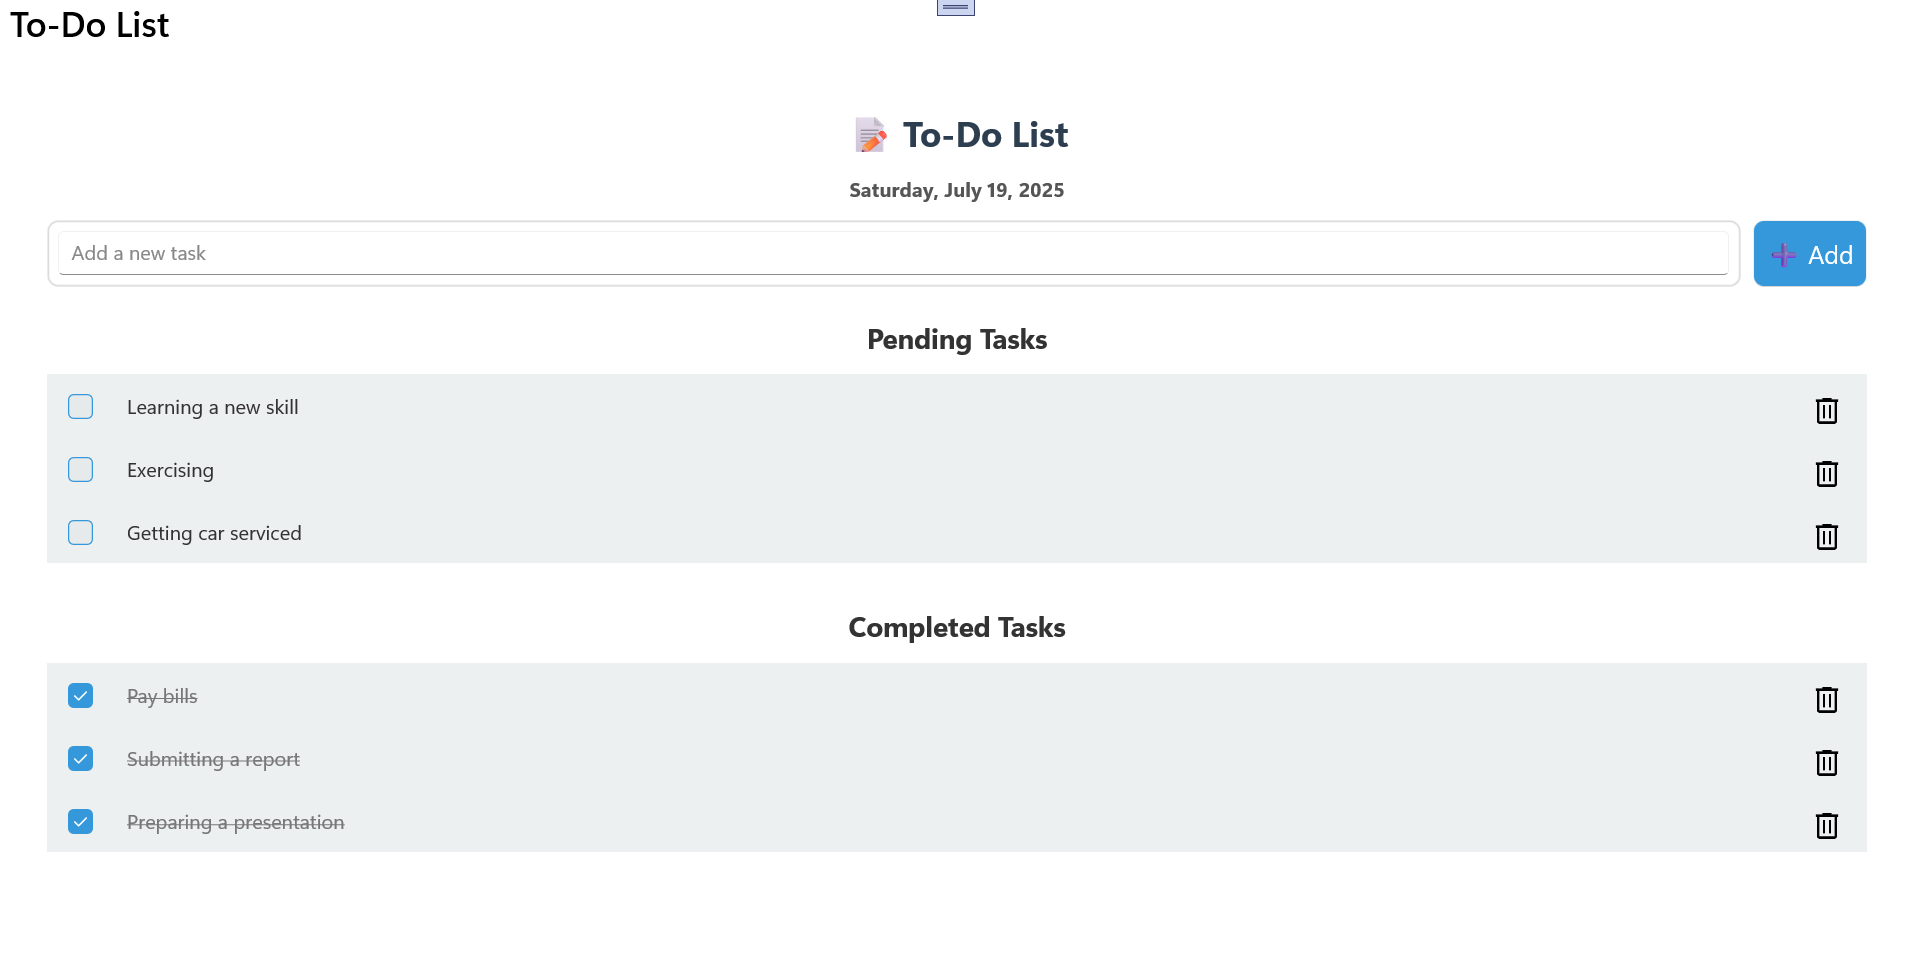 To-Do List
To-Do List
Saturday, July 19, 2025
Add a new task
Add
Pending Tasks
Learning a new skill
Exercising
Getting car serviced
Completed Tasks
Pay bills
Submitting a report
Preparing a presentation